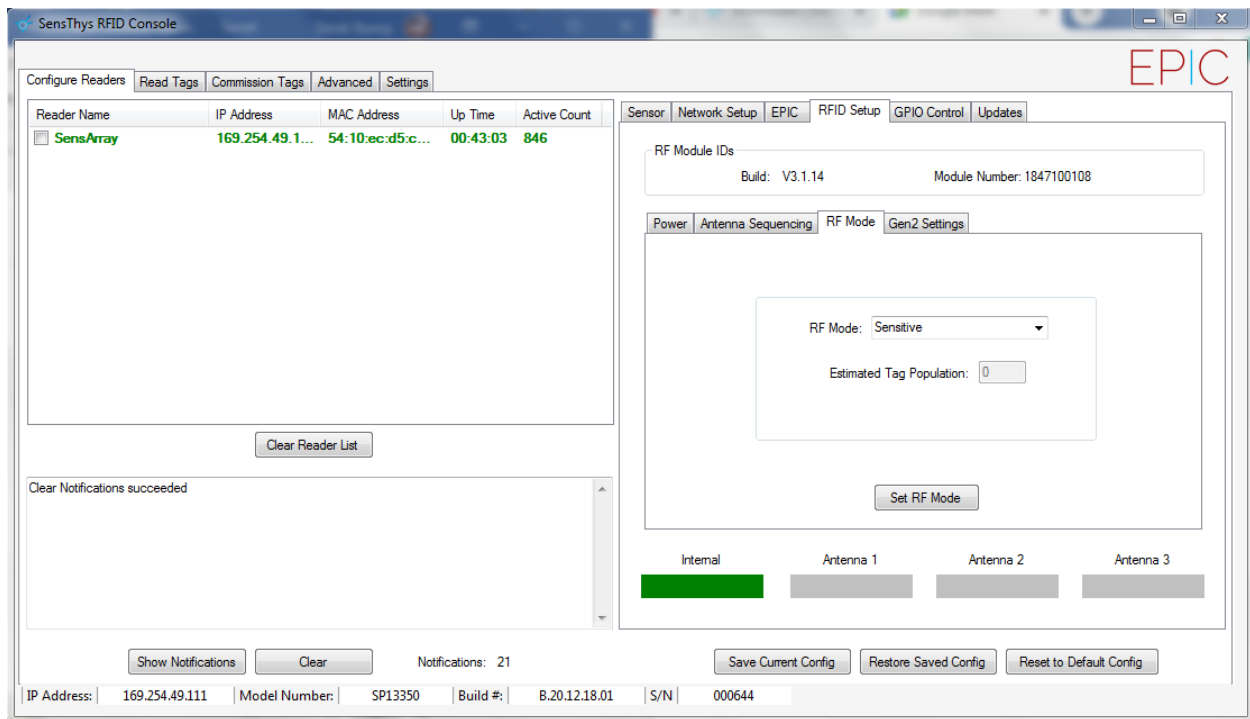 SensThys RFID Console
EPIC
Configure Readers Read Tags Commission Tags Advanced Settings
Reader Name IP Address MAC Address Up Time Active Count
SensArray 169.254.49.1... 54:10:ec:d5:c... 00:43:03 846
Clear Reader List
Clear Notifications succeeded
Show Notifications Clear Notifications: 21
Sensor Network Setup EPIC RFID Setup GPIO Control Updates
RF Module IDs
Build: V3.1.14 Module Number: 1847100108
Power Antenna Sequencing RF Mode Gen2 Settings
RF Mode: Sensitive
Estimated Tag Population: 0
Set RF Mode
Internal Antenna 1 Antenna 2 Antenna 3
Save Current Config Restore Saved Config Reset to Default Config
IP Address: 169.254.49.111 Model Number: SP13350 Build #: B.20.12.18.01 S/N 000644